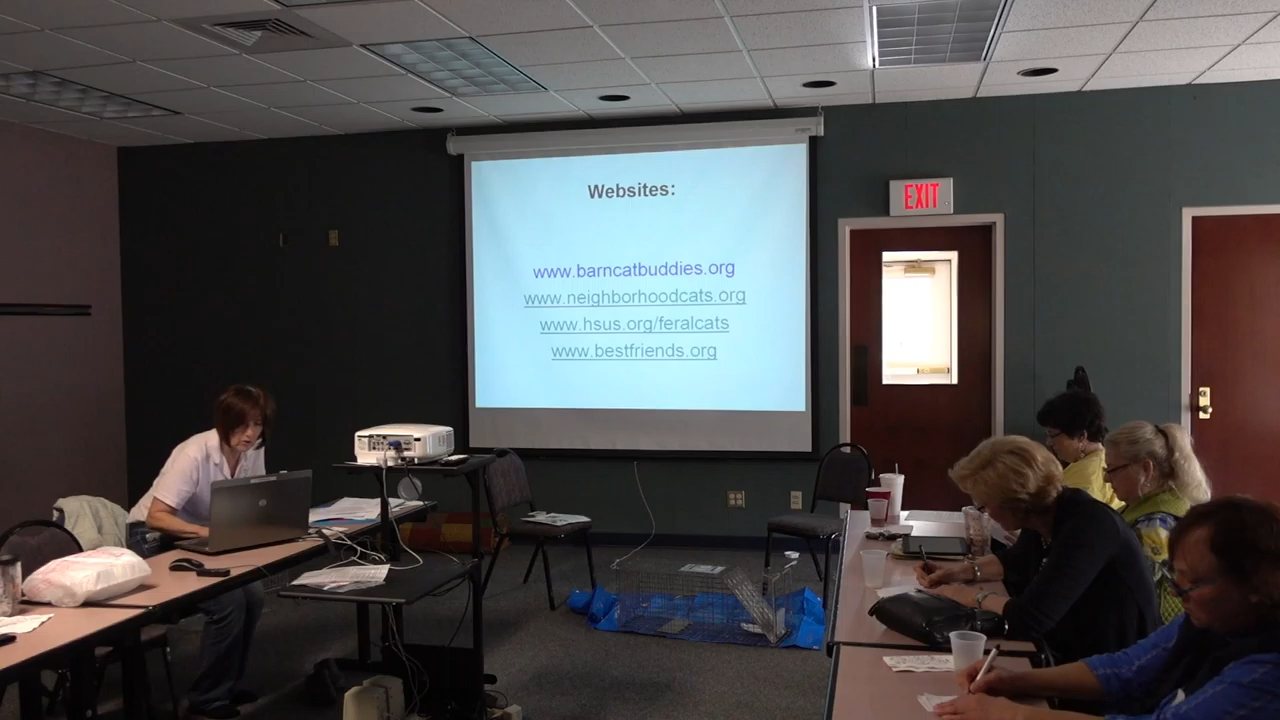 Websites:
www.barncatbuddies.org
www.neighborhoodcats.org
www.hsus.org/feralcats
www.bestfriends.org
EXIT